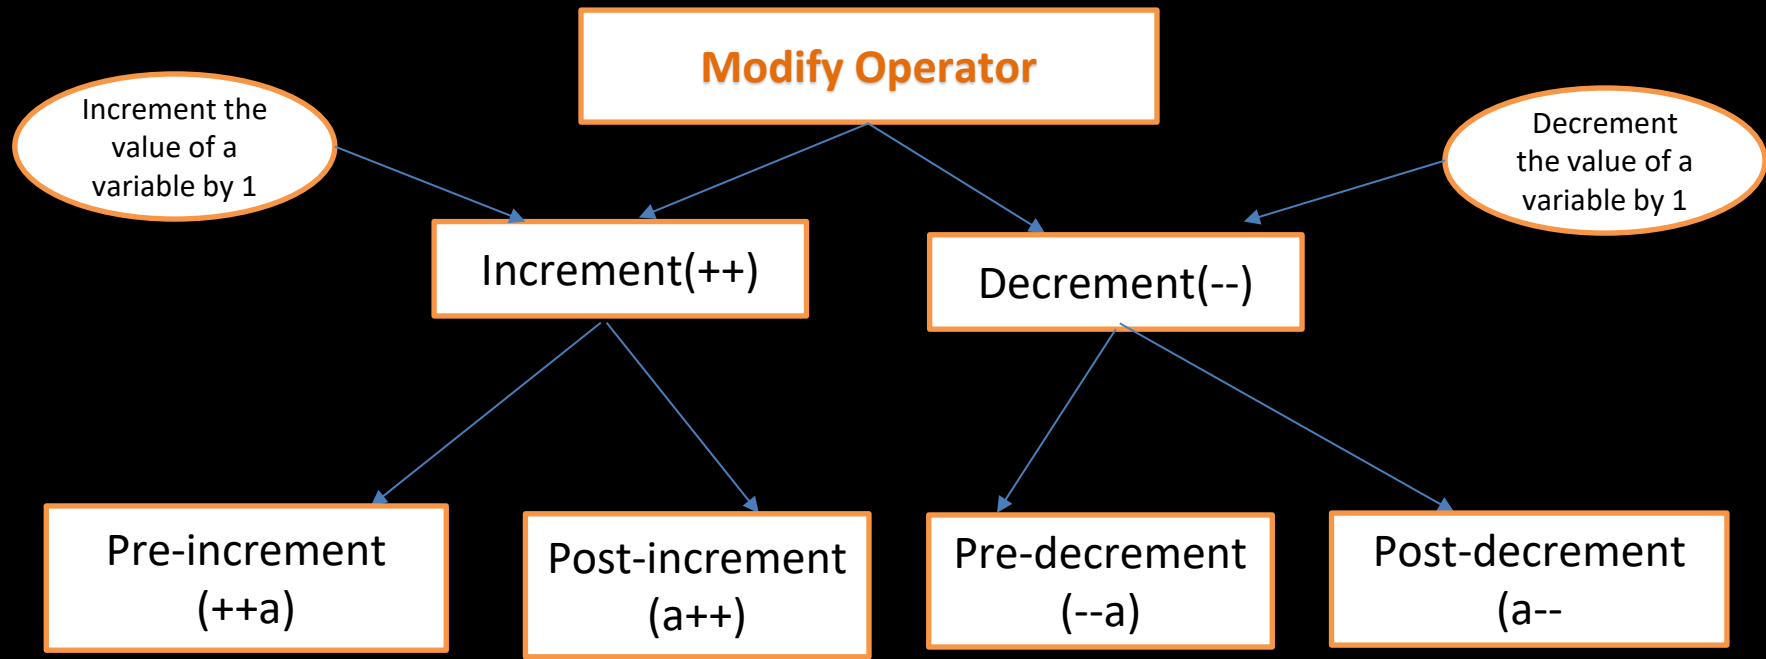 Modify Operator
Increment the
value of a
variable by 1
Decrement
the value of a
variable by 1
Increment(++)
Decrement(--)
Pre-increment
(++a)
Post-increment
(a++)
Pre-decrement
(--a)
Post-decrement
(a--